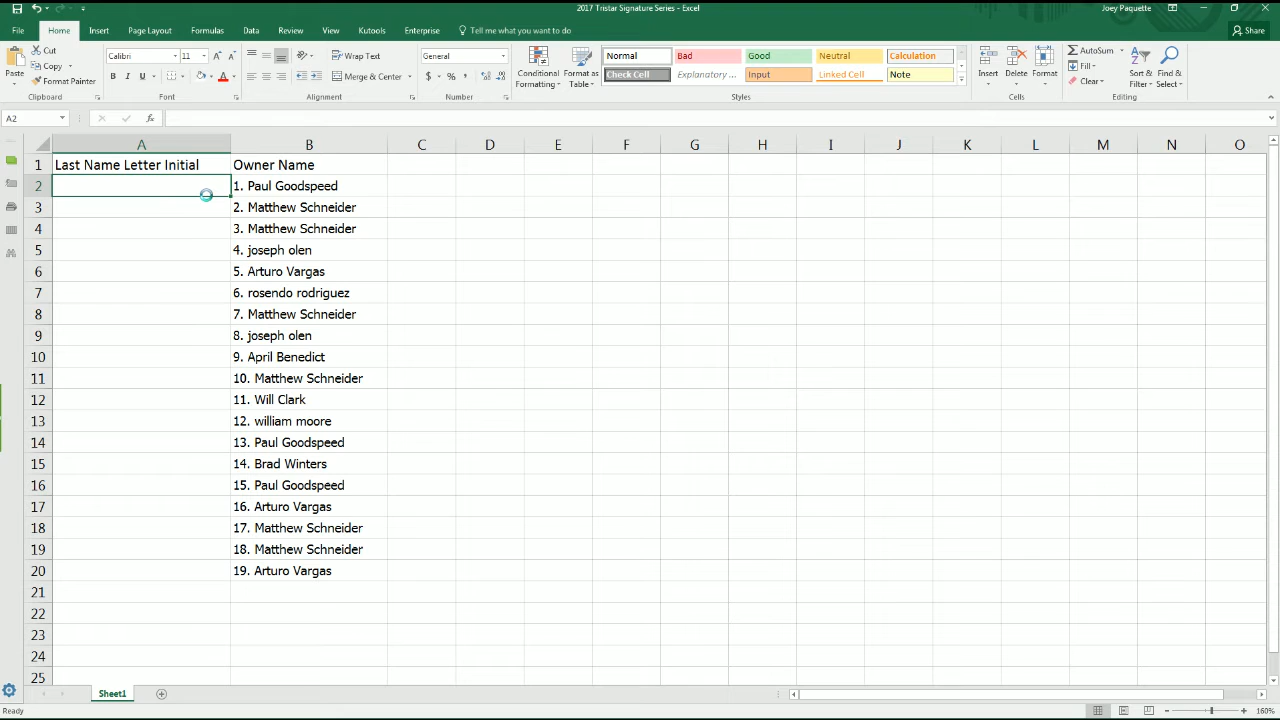 2017 Tristar Signature Series - Excel
Joey Paquette
File Home Insert Page Layout Formulas Data Review View Kutools Enterprise Tell me what you want to do
Share
Paste
Cut
Copy
Format Painter
Clipboard
Calibri 11
B I U
Font
Wrap Text
Merge & Center
Alignment
General
$ % ,
Number
Conditional Formatting
Format as Table
Normal Bad Good Neutral Calculation
Check Cell Explanatory ... Input Linked Cell Note
Styles
Insert Delete Format
Cells
AutoSum
Fill
Clear
Sort & Filter
Find & Select
Editing
A2
fx
A B C D E F G H I J K L M N O
1 Last Name Letter Initial Owner Name
2 1. Paul Goodspeed
3 2. Matthew Schneider
4 3. Matthew Schneider
5 4. joseph olen
6 5. Arturo Vargas
7 6. rosendo rodriguez
8 7. Matthew Schneider
9 8. joseph olen
10 9. April Benedict
11 10. Matthew Schneider
12 11. Will Clark
13 12. william moore
14 13. Paul Goodspeed
15 14. Brad Winters
16 15. Paul Goodspeed
17 16. Arturo Vargas
18 17. Matthew Schneider
19 18. Matthew Schneider
20 19. Arturo Vargas
21
22
23
24
25
Sheet1
Ready
160%